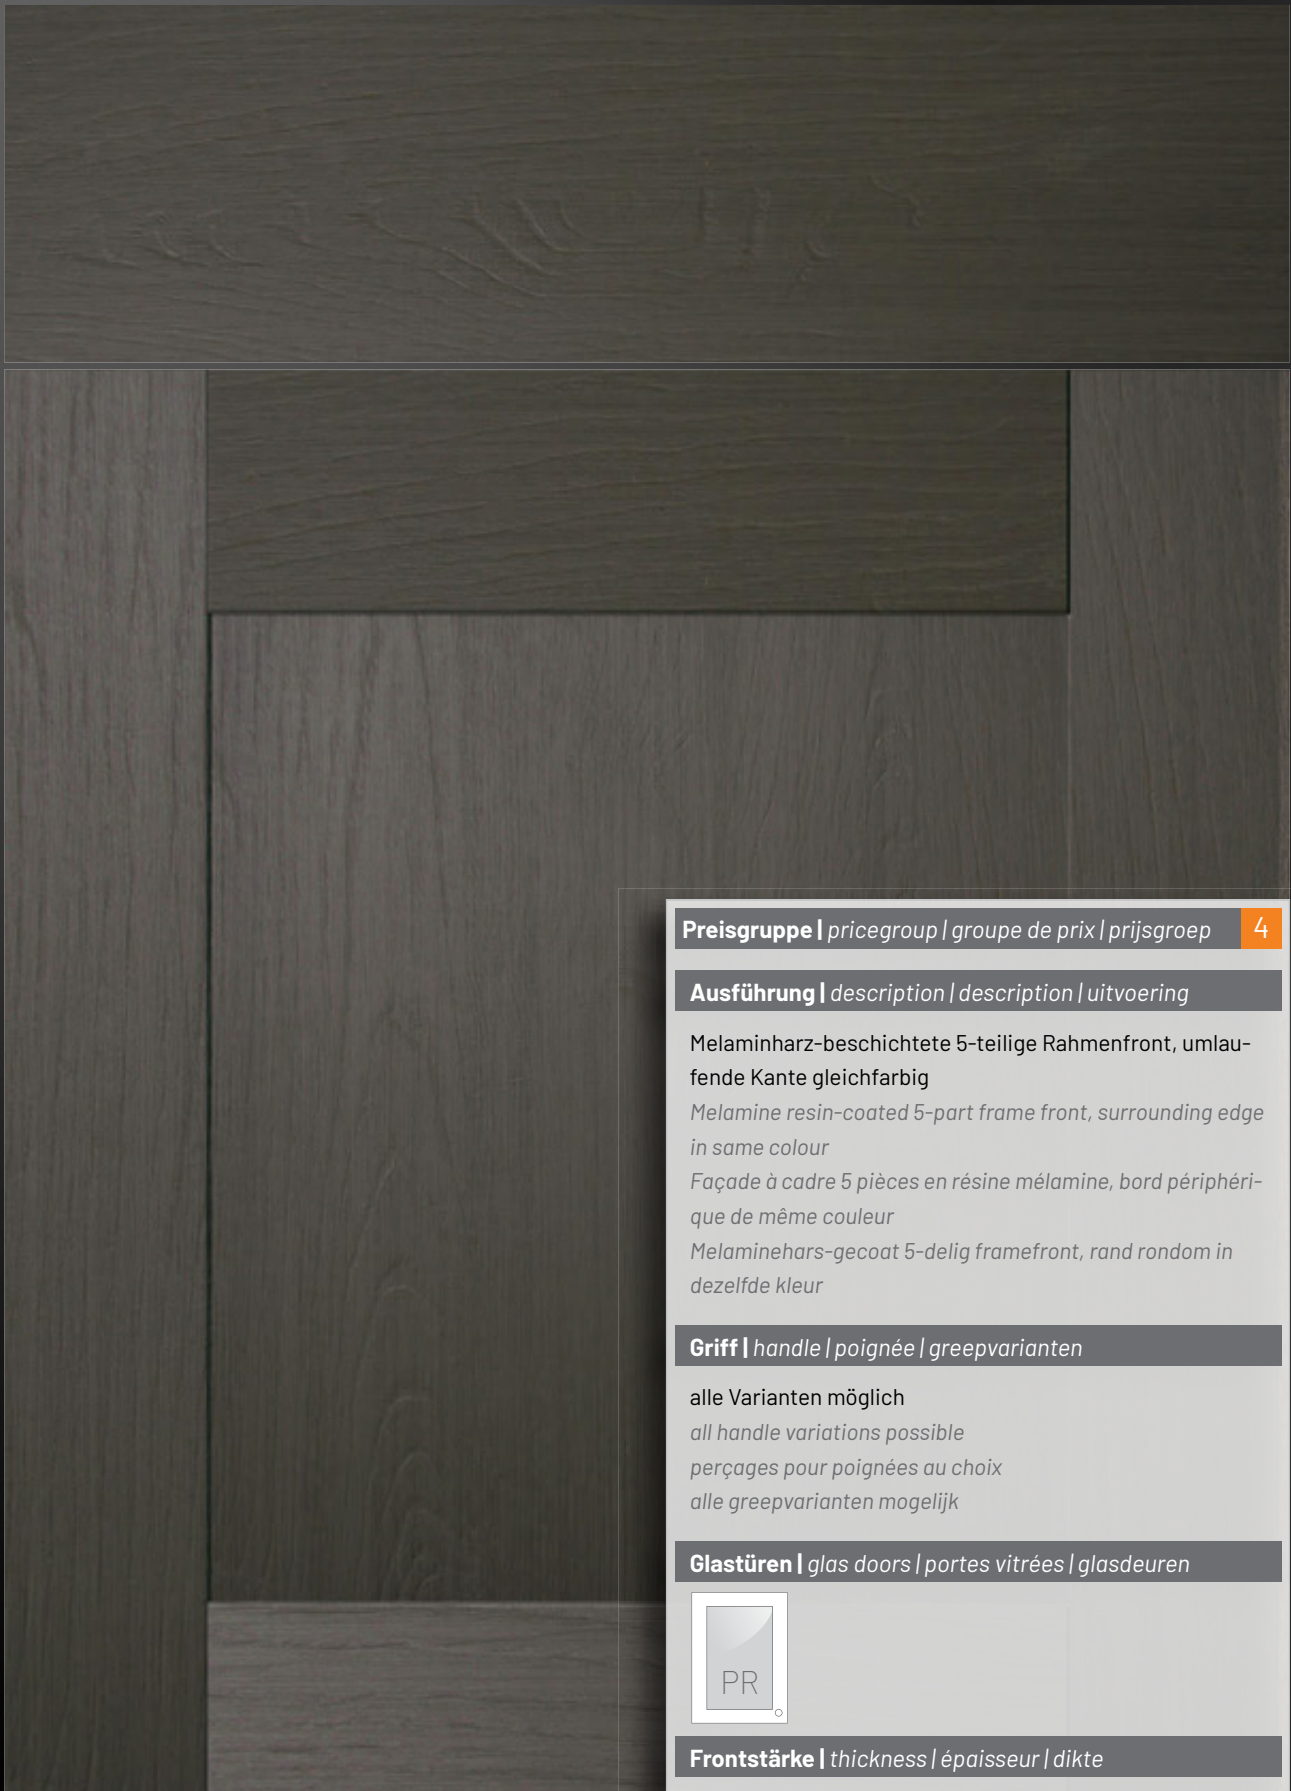 Preisgruppe | pricegroup | groupe de prix | prijsgroep 4
Ausführung | description | description | uitvoering
Melaminharz-beschichtete 5-teilige Rahmenfront, umlau-
fende Kante gleichfarbig
Melamine resin-coated 5-part frame front, surrounding edge
in same colour
Façade à cadre 5 pièces en résine mélamine, bord périphéri-
que de même couleur
Melaminehars-gecoat 5-delig framefront, rand rondom in
dezelfde kleur
Griff | handle | poignée | greepvarianten
alle Varianten möglich
all handle variations possible
perçages pour poignées au choix
alle greepvarianten mogelijk
Glastüren | glas doors | portes vitrées | glasdeuren
PR
Frontstärke | thickness | épaisseur | dikte